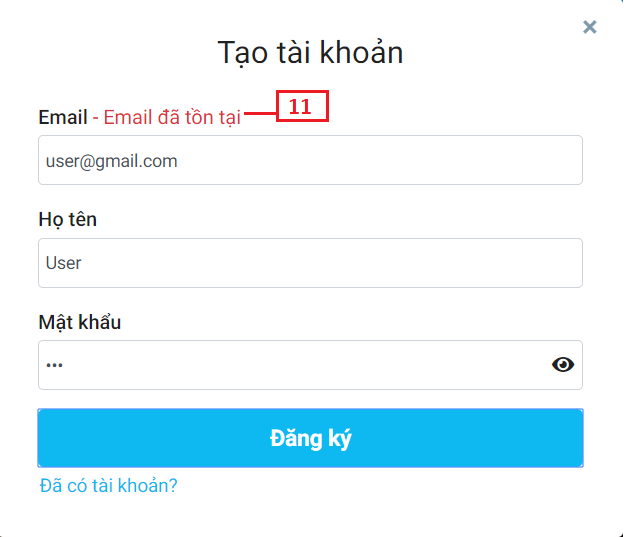 Tạo tài khoản
Email - Email đã tồn tại 11
user@gmail.com
Họ tên
User
Mật khẩu
•••
Đăng ký
Đã có tài khoản?